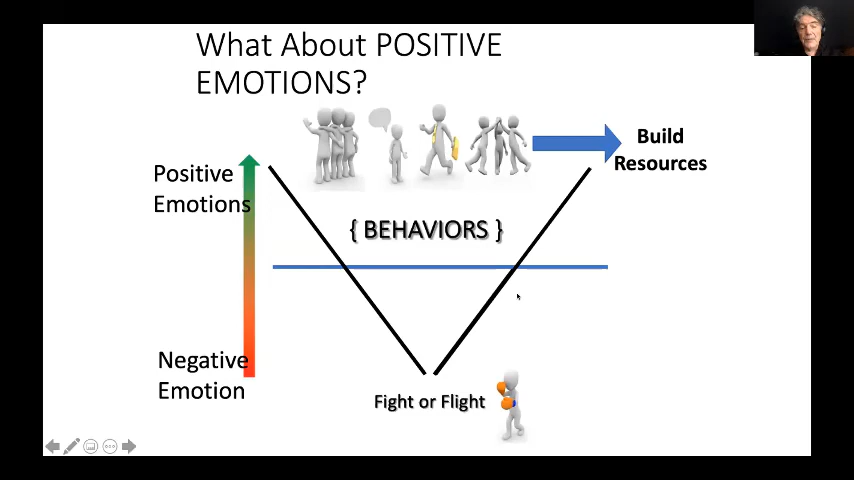 What About POSITIVE
EMOTIONS?
Build
Resources
Positive
Emotions
{ BEHAVIORS }
Negative
Emotion
Fight or Flight